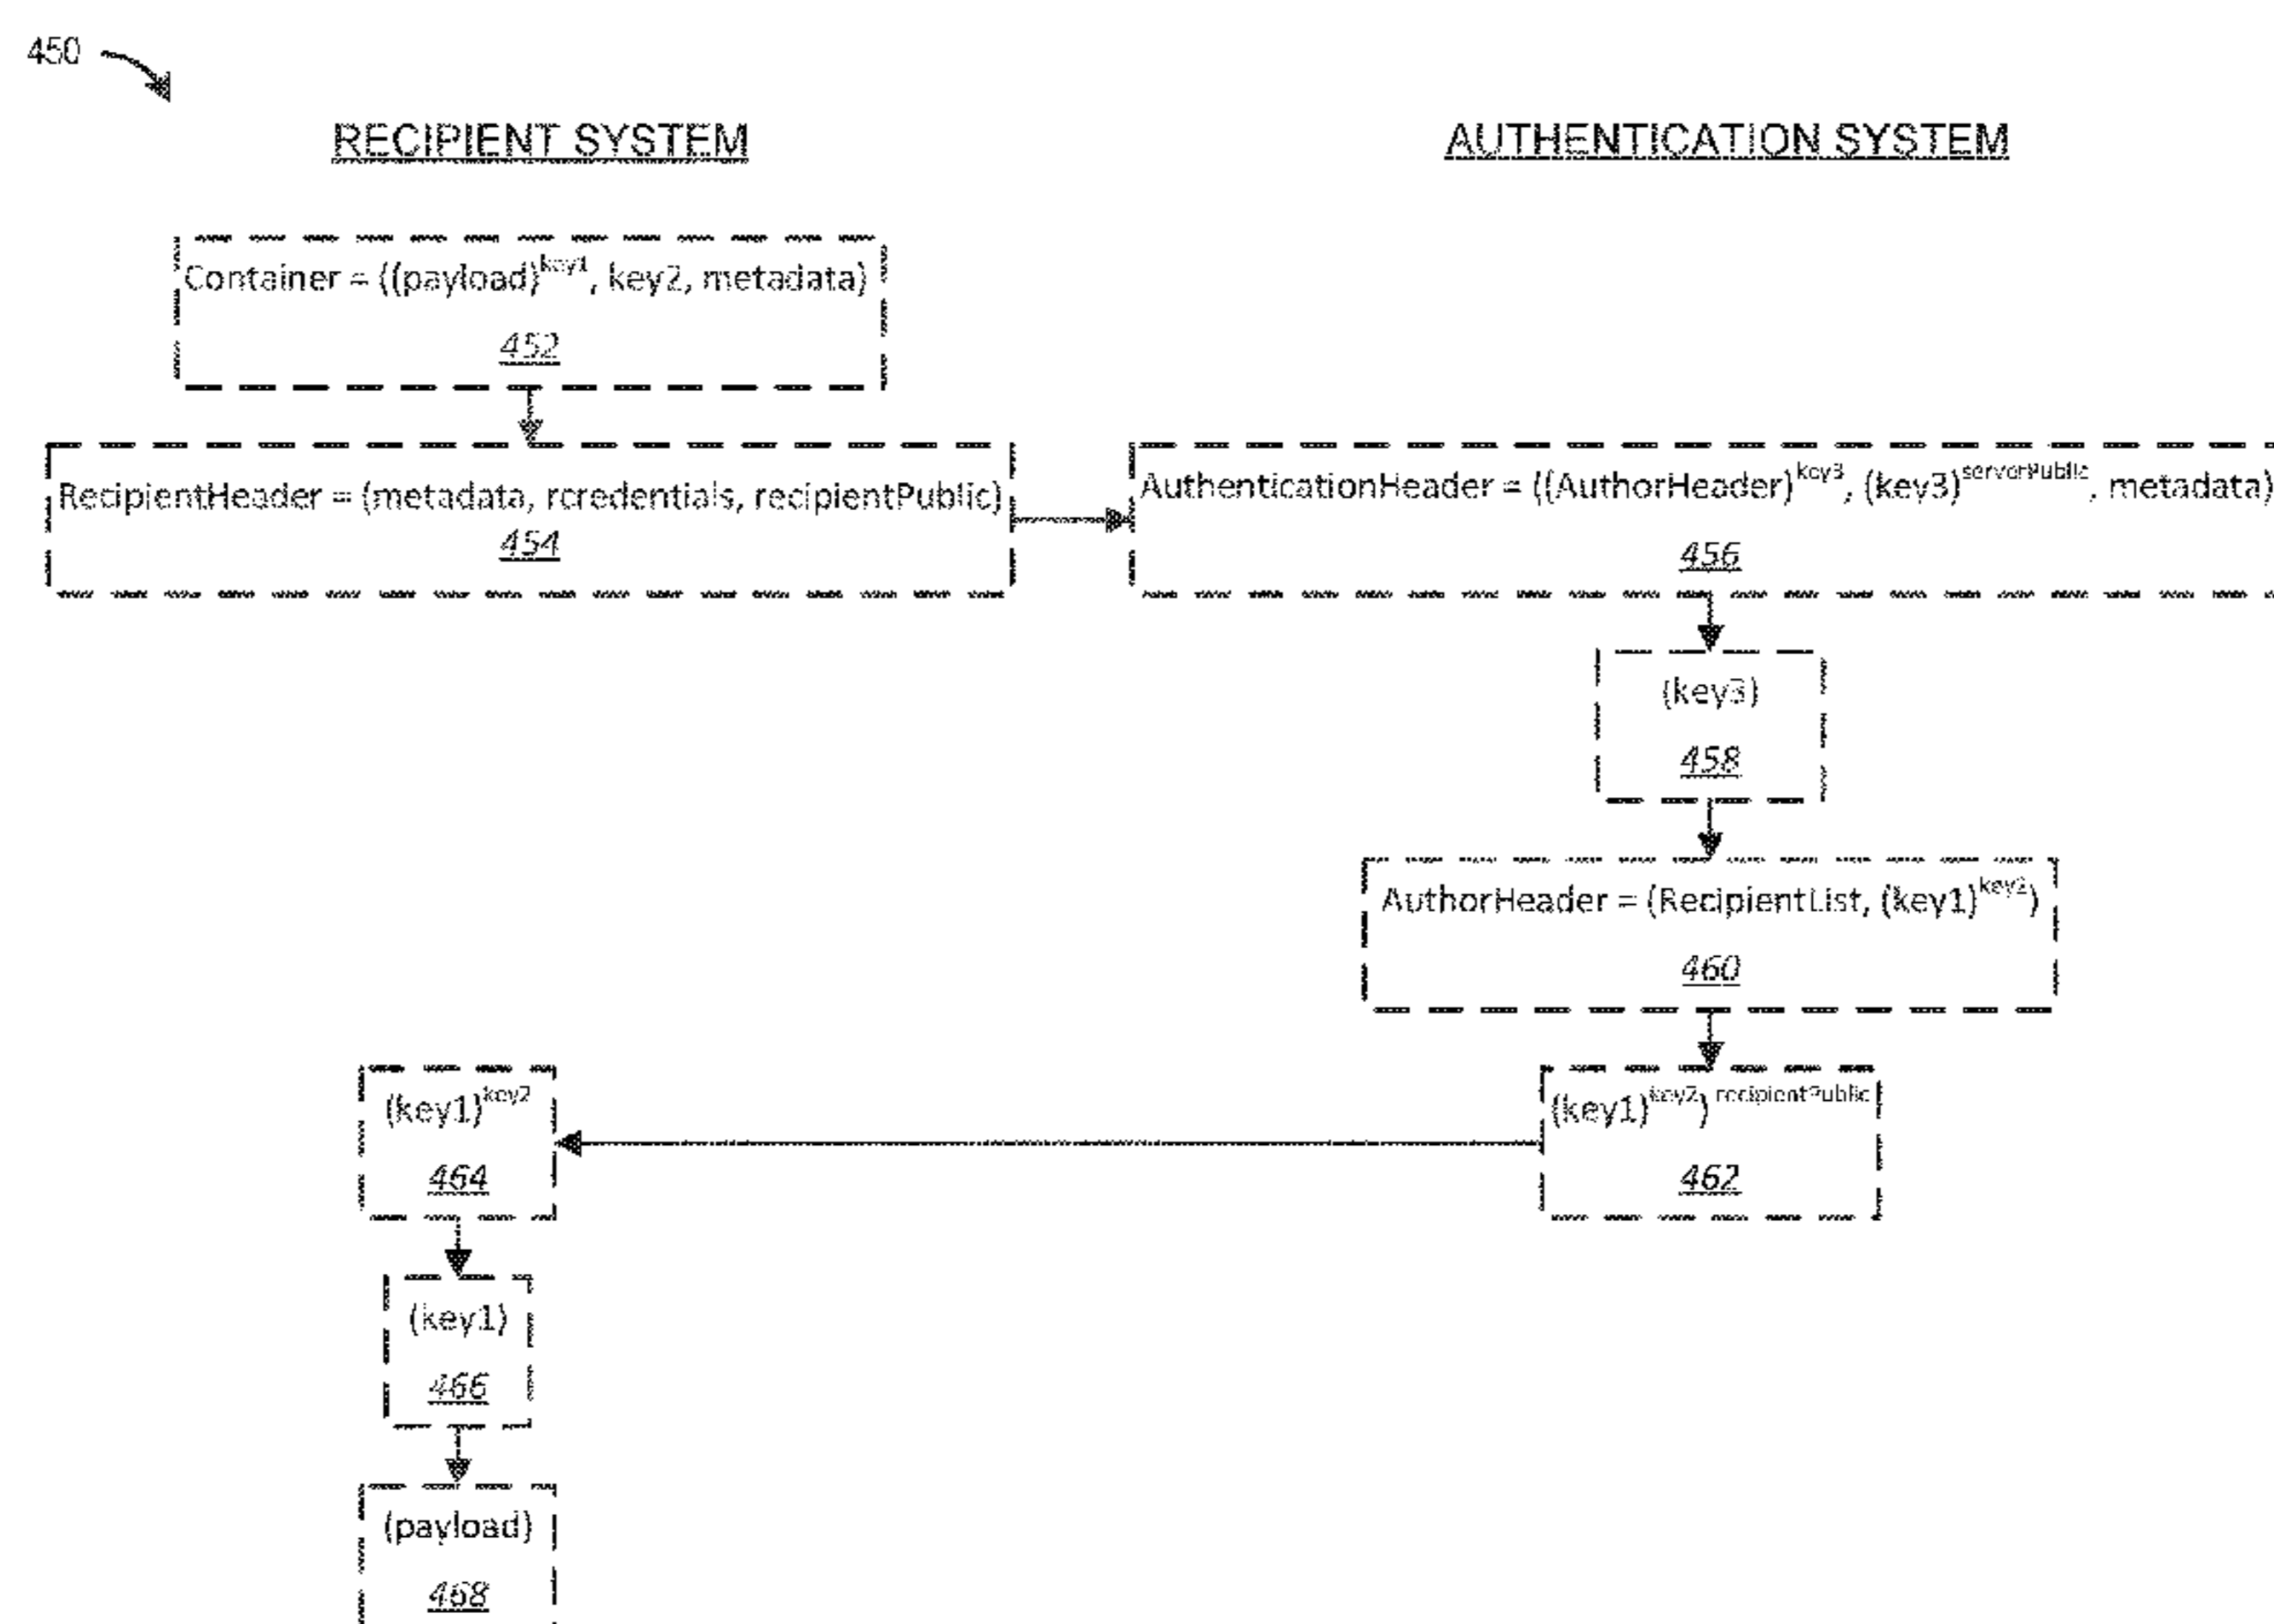 450
RECIPIENT SYSTEM
AUTHENTICATION SYSTEM
Container = ((payload)^key1, key2, metadata)
452
RecipientHeader = (metadata, rcredentials, recipientPublic)
454
AuthenticationHeader = ((AuthorHeader)^key3, (key3)^serverPublic, metadata)
456
(key3)
458
AuthorHeader = (RecipientList, (key1)^key2)
460
(key1)^key2
464
(key1)^key2) recipientPublic
462
(key1)
466
(payload)
468